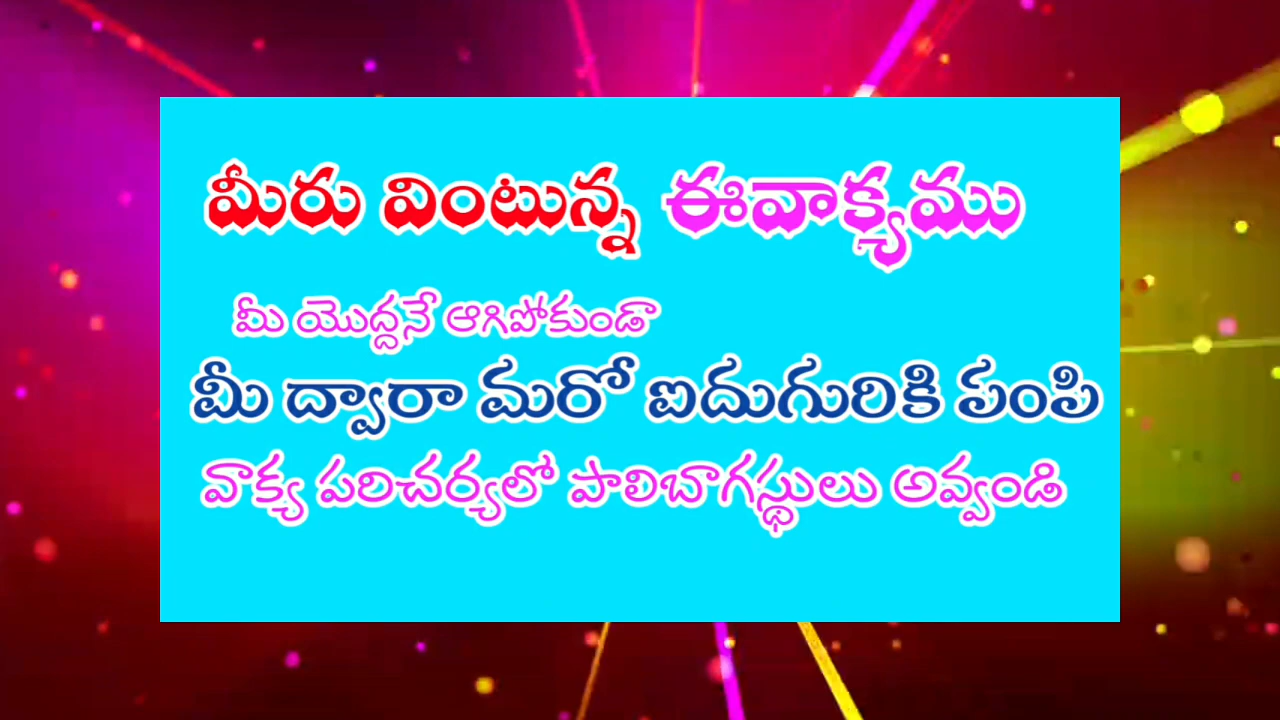 మీరు వింటున్న ఈవాక్యము
మీ యొద్దనే ఆగిపోకుండా
మీ ద్వారా మరో ఐదుగురికి పంపి
వాక్య పరిచర్యలో పాలిబాగస్థులు అవ్వండి